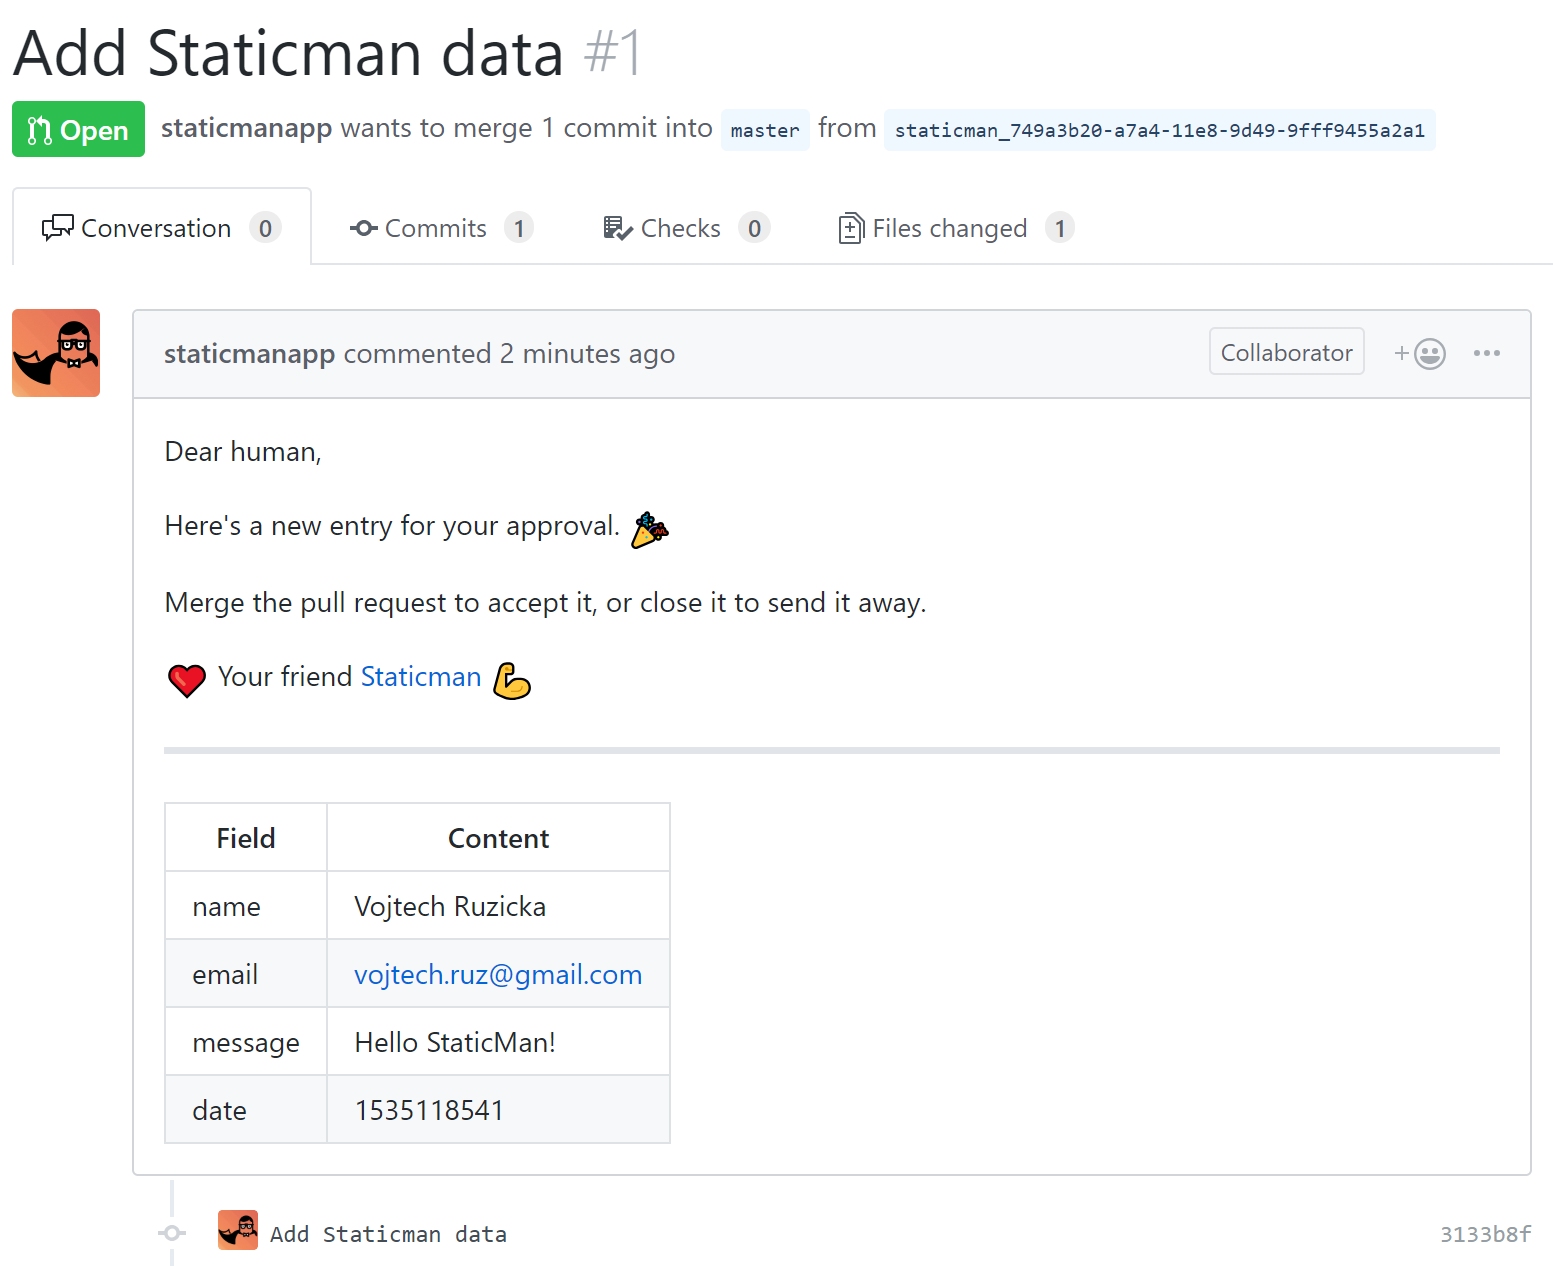 Add Staticman data #1
Open staticmanapp wants to merge 1 commit into master from staticman_749a3b20-a7a4-11e8-9d49-9fff9455a2a1
Conversation 0 Commits 1 Checks 0 Files changed 1
staticmanapp commented 2 minutes ago Collaborator
Dear human,
Here's a new entry for your approval.
Merge the pull request to accept it, or close it to send it away.
Your friend Staticman
Field Content
name Vojtech Ruzicka
email vojtech.ruz@gmail.com
message Hello StaticMan!
date 1535118541
Add Staticman data 3133b8f